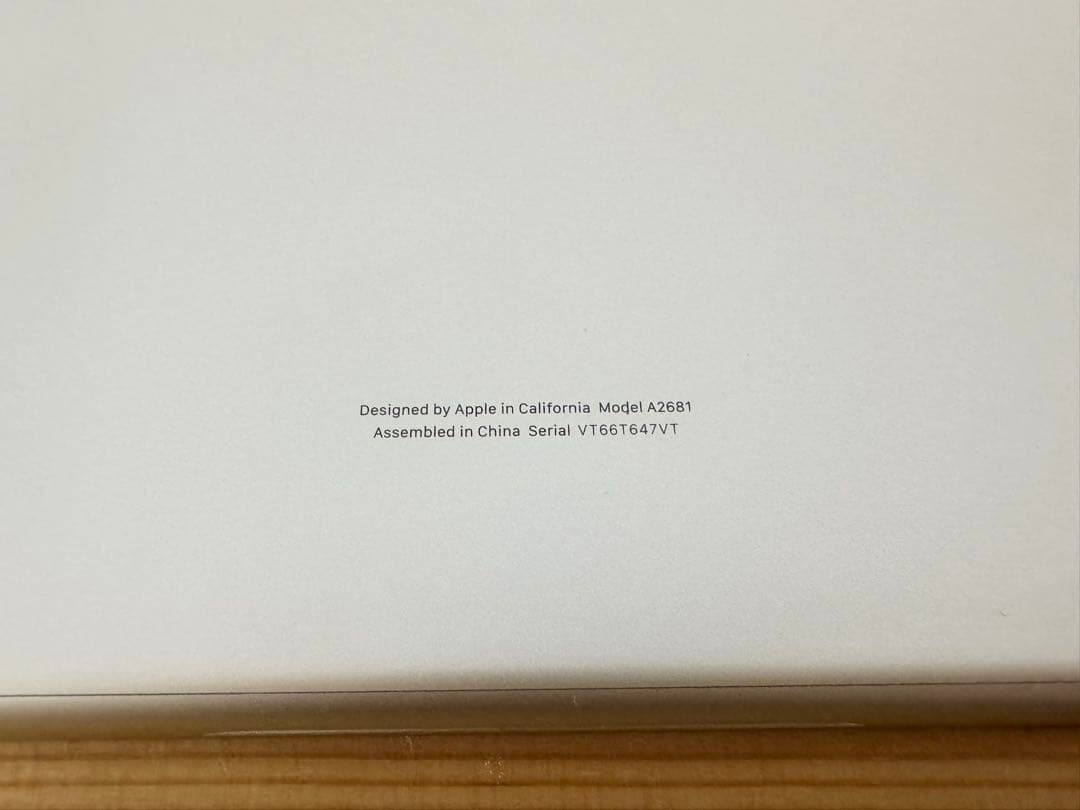 Designed by Apple in California Model A2681
Assembled in China Serial VT66T647VT